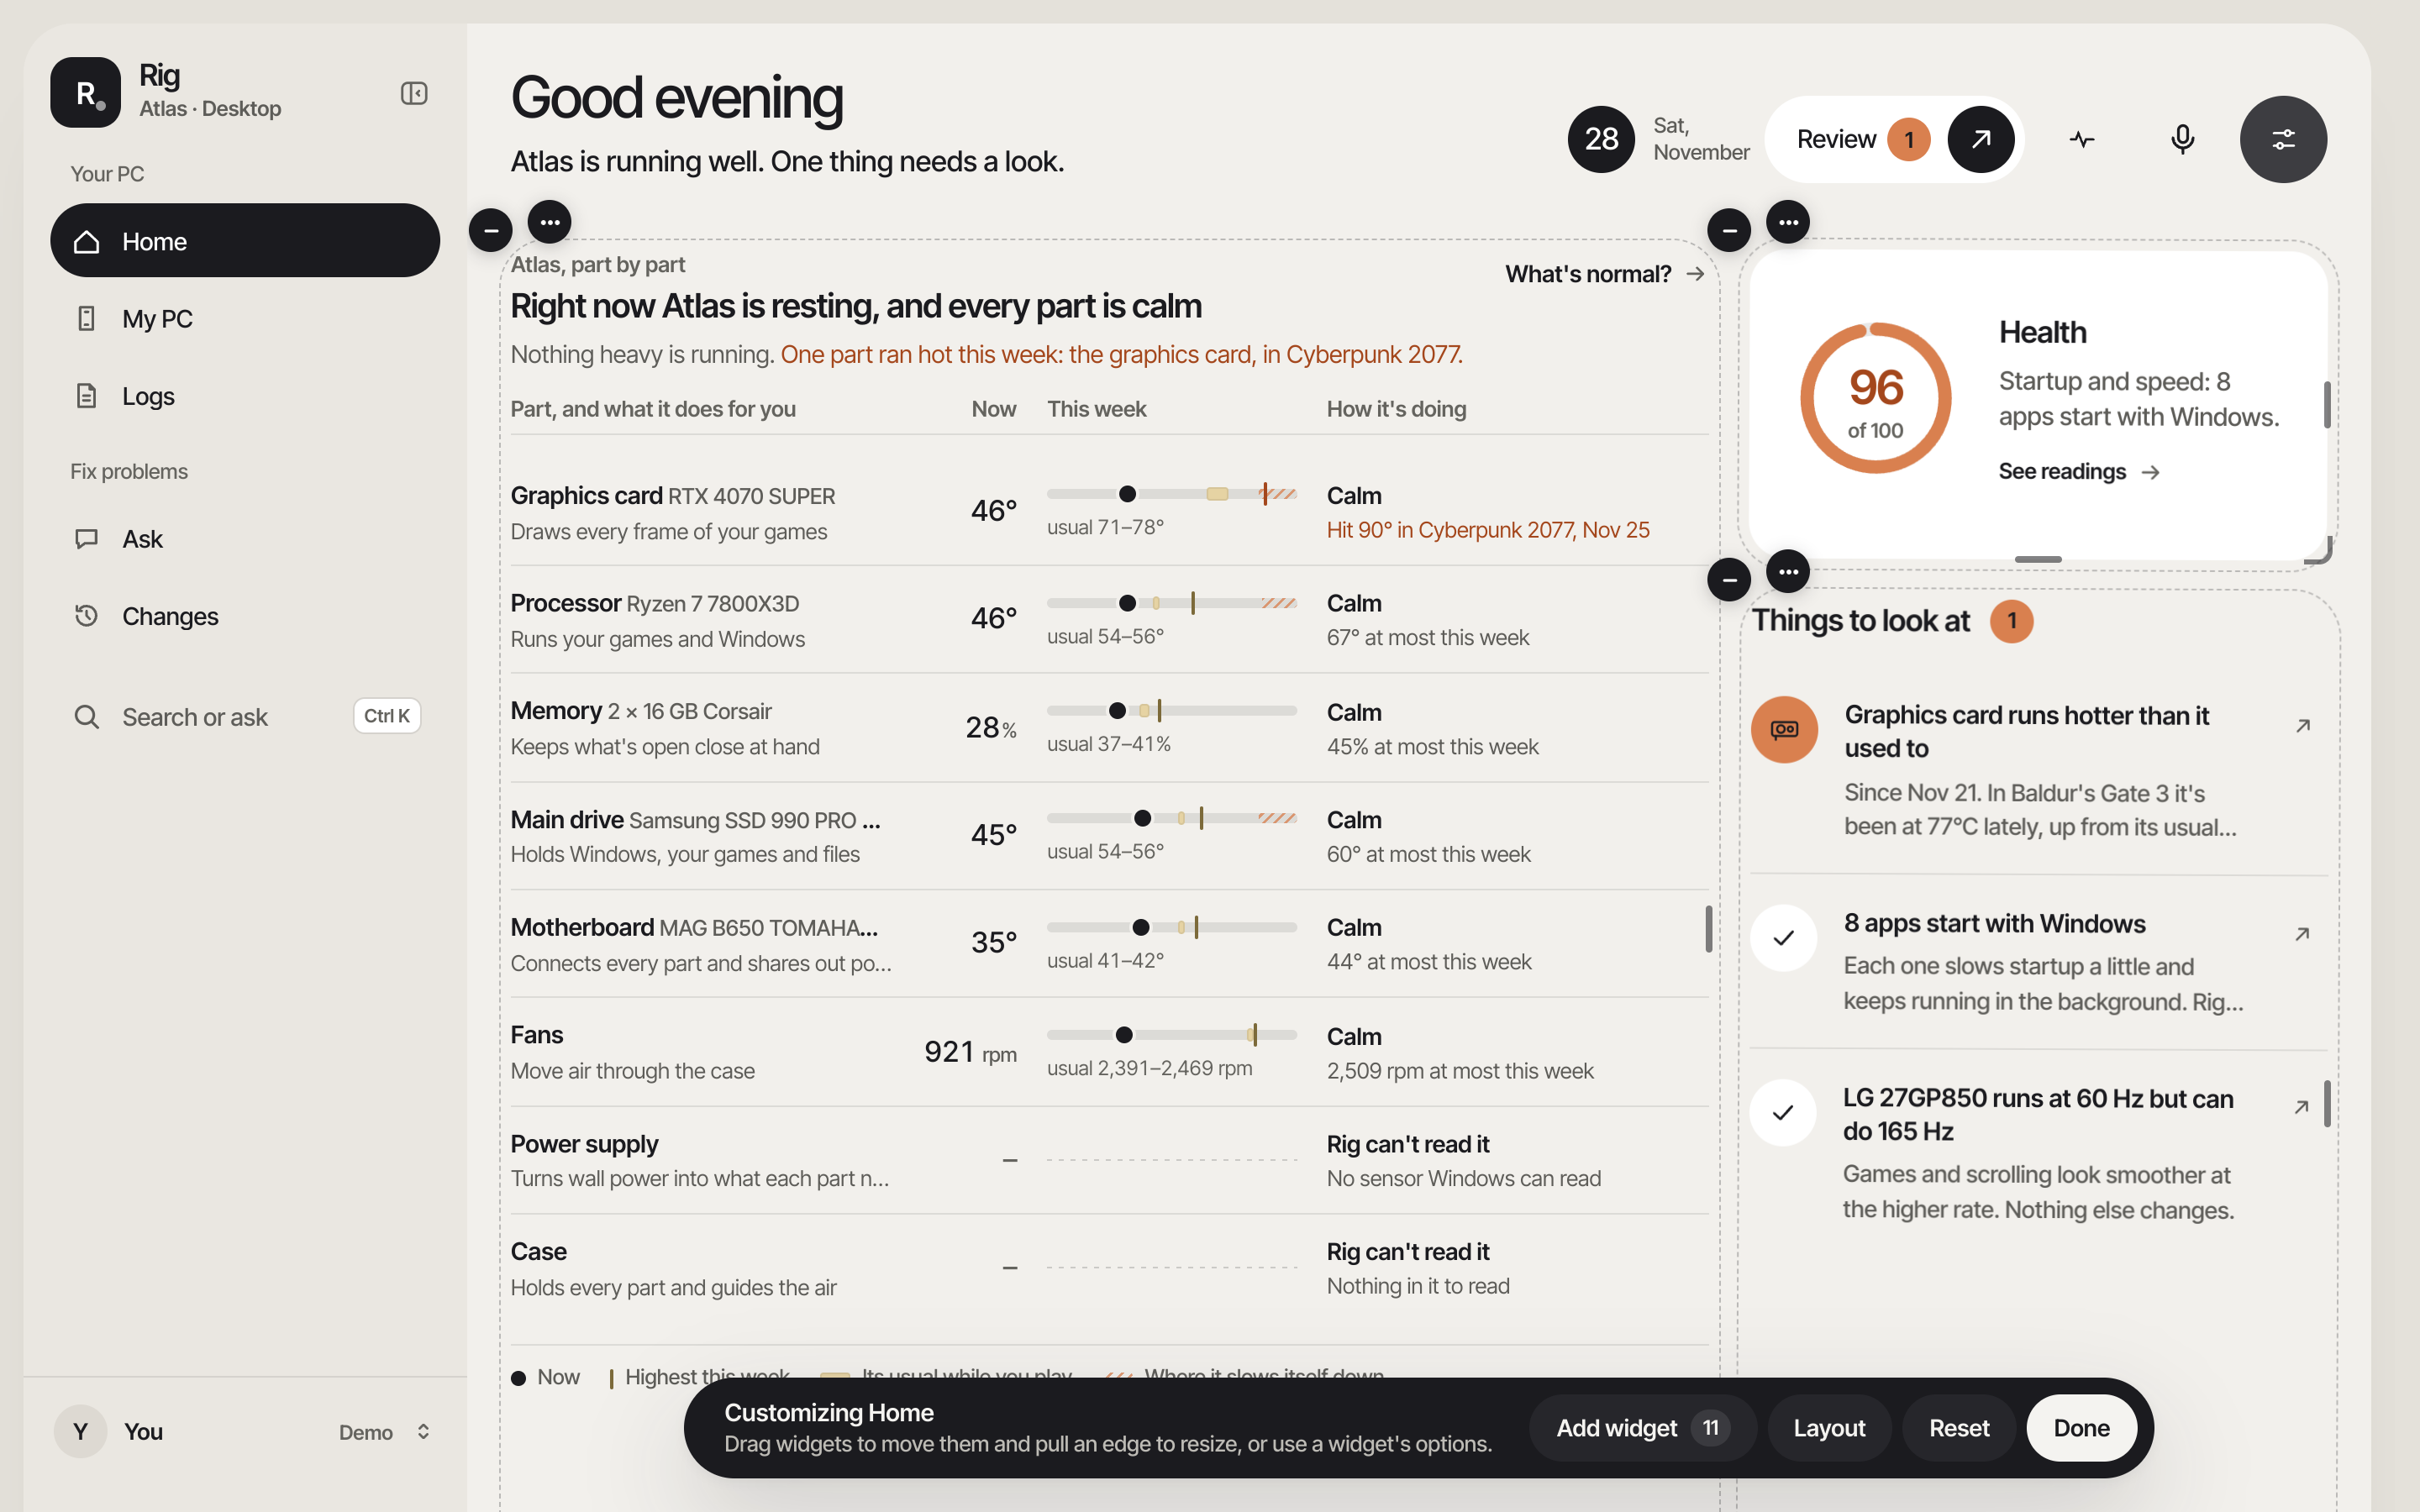 R.
Rig
Atlas · Desktop
Your PC
Home
My PC
Logs
Fix problems
Ask
Changes
Search or ask
Ctrl K
Y
You
Demo
Good evening
Atlas is running well. One thing needs a look.
28
Sat,
November
Review 1
Atlas, part by part
What's normal?
Right now Atlas is resting, and every part is calm
Nothing heavy is running. One part ran hot this week: the graphics card, in Cyberpunk 2077.
Part, and what it does for you
Now
This week
How it's doing
Graphics card RTX 4070 SUPER
Draws every frame of your games
46°
usual 71–78°
Calm
Hit 90° in Cyberpunk 2077, Nov 25
Processor Ryzen 7 7800X3D
Runs your games and Windows
46°
usual 54–56°
Calm
67° at most this week
Memory 2 × 16 GB Corsair
Keeps what's open close at hand
28%
usual 37–41%
Calm
45% at most this week
Main drive Samsung SSD 990 PRO ...
Holds Windows, your games and files
45°
usual 54–56°
Calm
60° at most this week
Motherboard MAG B650 TOMAHA...
Connects every part and shares out po...
35°
usual 41–42°
Calm
44° at most this week
Fans
Move air through the case
921 rpm
usual 2,391–2,469 rpm
Calm
2,509 rpm at most this week
Power supply
Turns wall power into what each part n...
–
Rig can't read it
No sensor Windows can read
Case
Holds every part and guides the air
–
Rig can't read it
Nothing in it to read
Now
Highest this week
Its usual while you play
Where it slows itself down
96
of 100
Health
Startup and speed: 8
apps start with Windows.
See readings
Things to look at 1
Graphics card runs hotter than it
used to
Since Nov 21. In Baldur's Gate 3 it's
been at 77°C lately, up from its usual...
8 apps start with Windows
Each one slows startup a little and
keeps running in the background. Rig...
LG 27GP850 runs at 60 Hz but can
do 165 Hz
Games and scrolling look smoother at
the higher rate. Nothing else changes.
Customizing Home
Drag widgets to move them and pull an edge to resize, or use a widget's options.
Add widget 11
Layout
Reset
Done